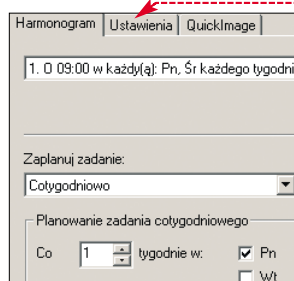 Harmonogram Ustawienia QuickImage
1. O 09:00 w każdy(ą): Pn, Śr każdego tygodni
Zaplanuj zadanie:
Cotygodniowo
Planowanie zadania cotygodniowego
Co 1 tygodnie w: Pn
Wt